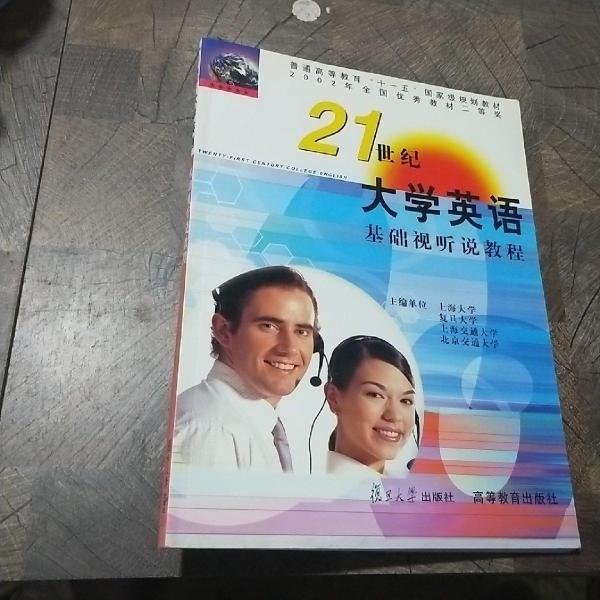 普通高等教育“十一五”国家级规划教材
2002年全国优秀教材二等奖
21世纪
TWENTY-FIRST CENTURY COLLEGE ENGLISH
大学英语
基础视听说教程
主编单位 上海大学
复旦大学
上海交通大学
北京交通大学
復旦大学 出版社 高等教育出版社